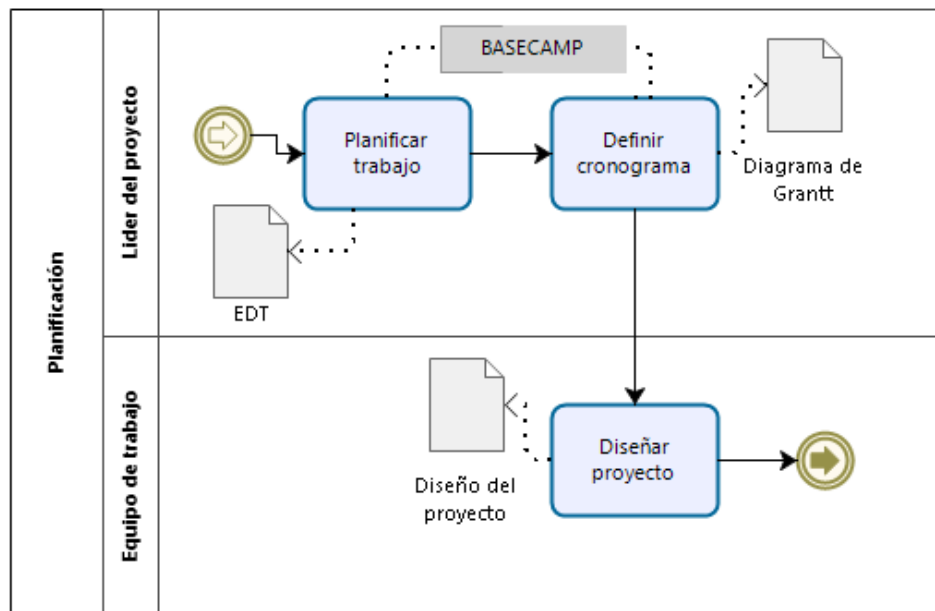 Planificación
Lider del proyecto
BASECAMP
Planificar
trabajo
Definir
cronograma
Diagrama de
Grantt
EDT
Equipo de trabajo
Diseñar
proyecto
Diseño del
proyecto